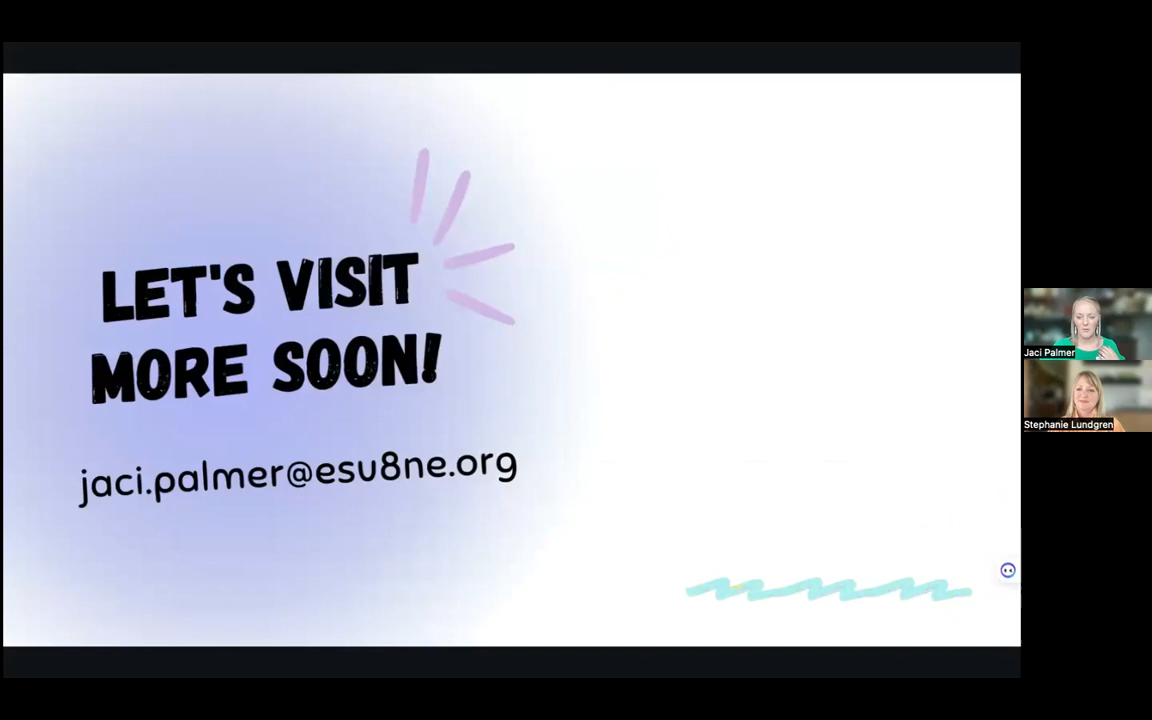 LET'S VISIT
MORE SOON!
jaci.palmer@esu8ne.org
Jaci Palmer
Stephanie Lundgren